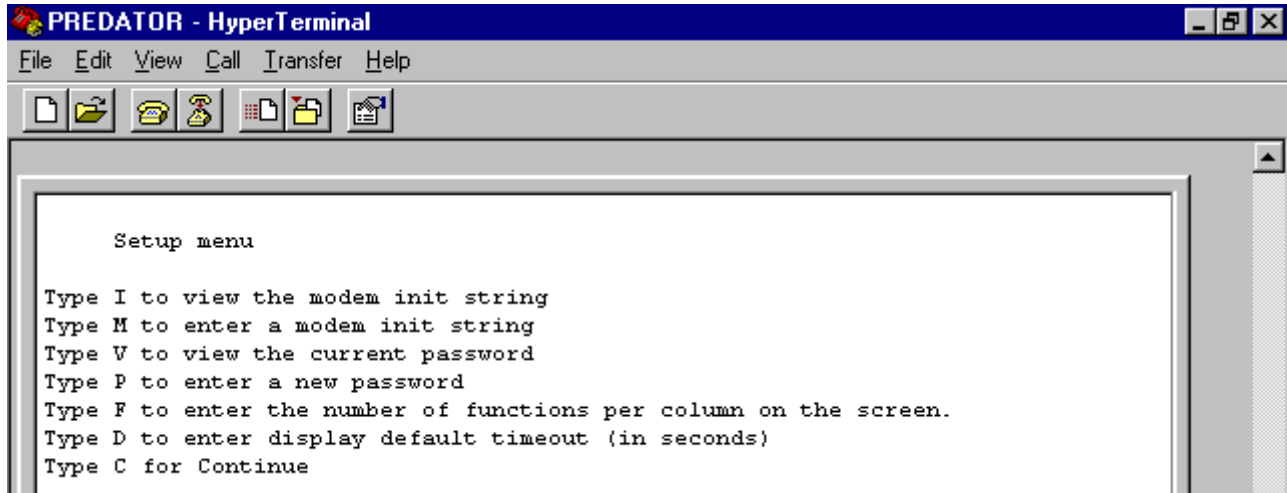 PREDATOR - HyperTerminal
File Edit View Call Transfer Help
Setup menu
Type I to view the modem init string
Type M to enter a modem init string
Type V to view the current password
Type P to enter a new password
Type F to enter the number of functions per column on the screen.
Type D to enter display default timeout (in seconds)
Type C for Continue